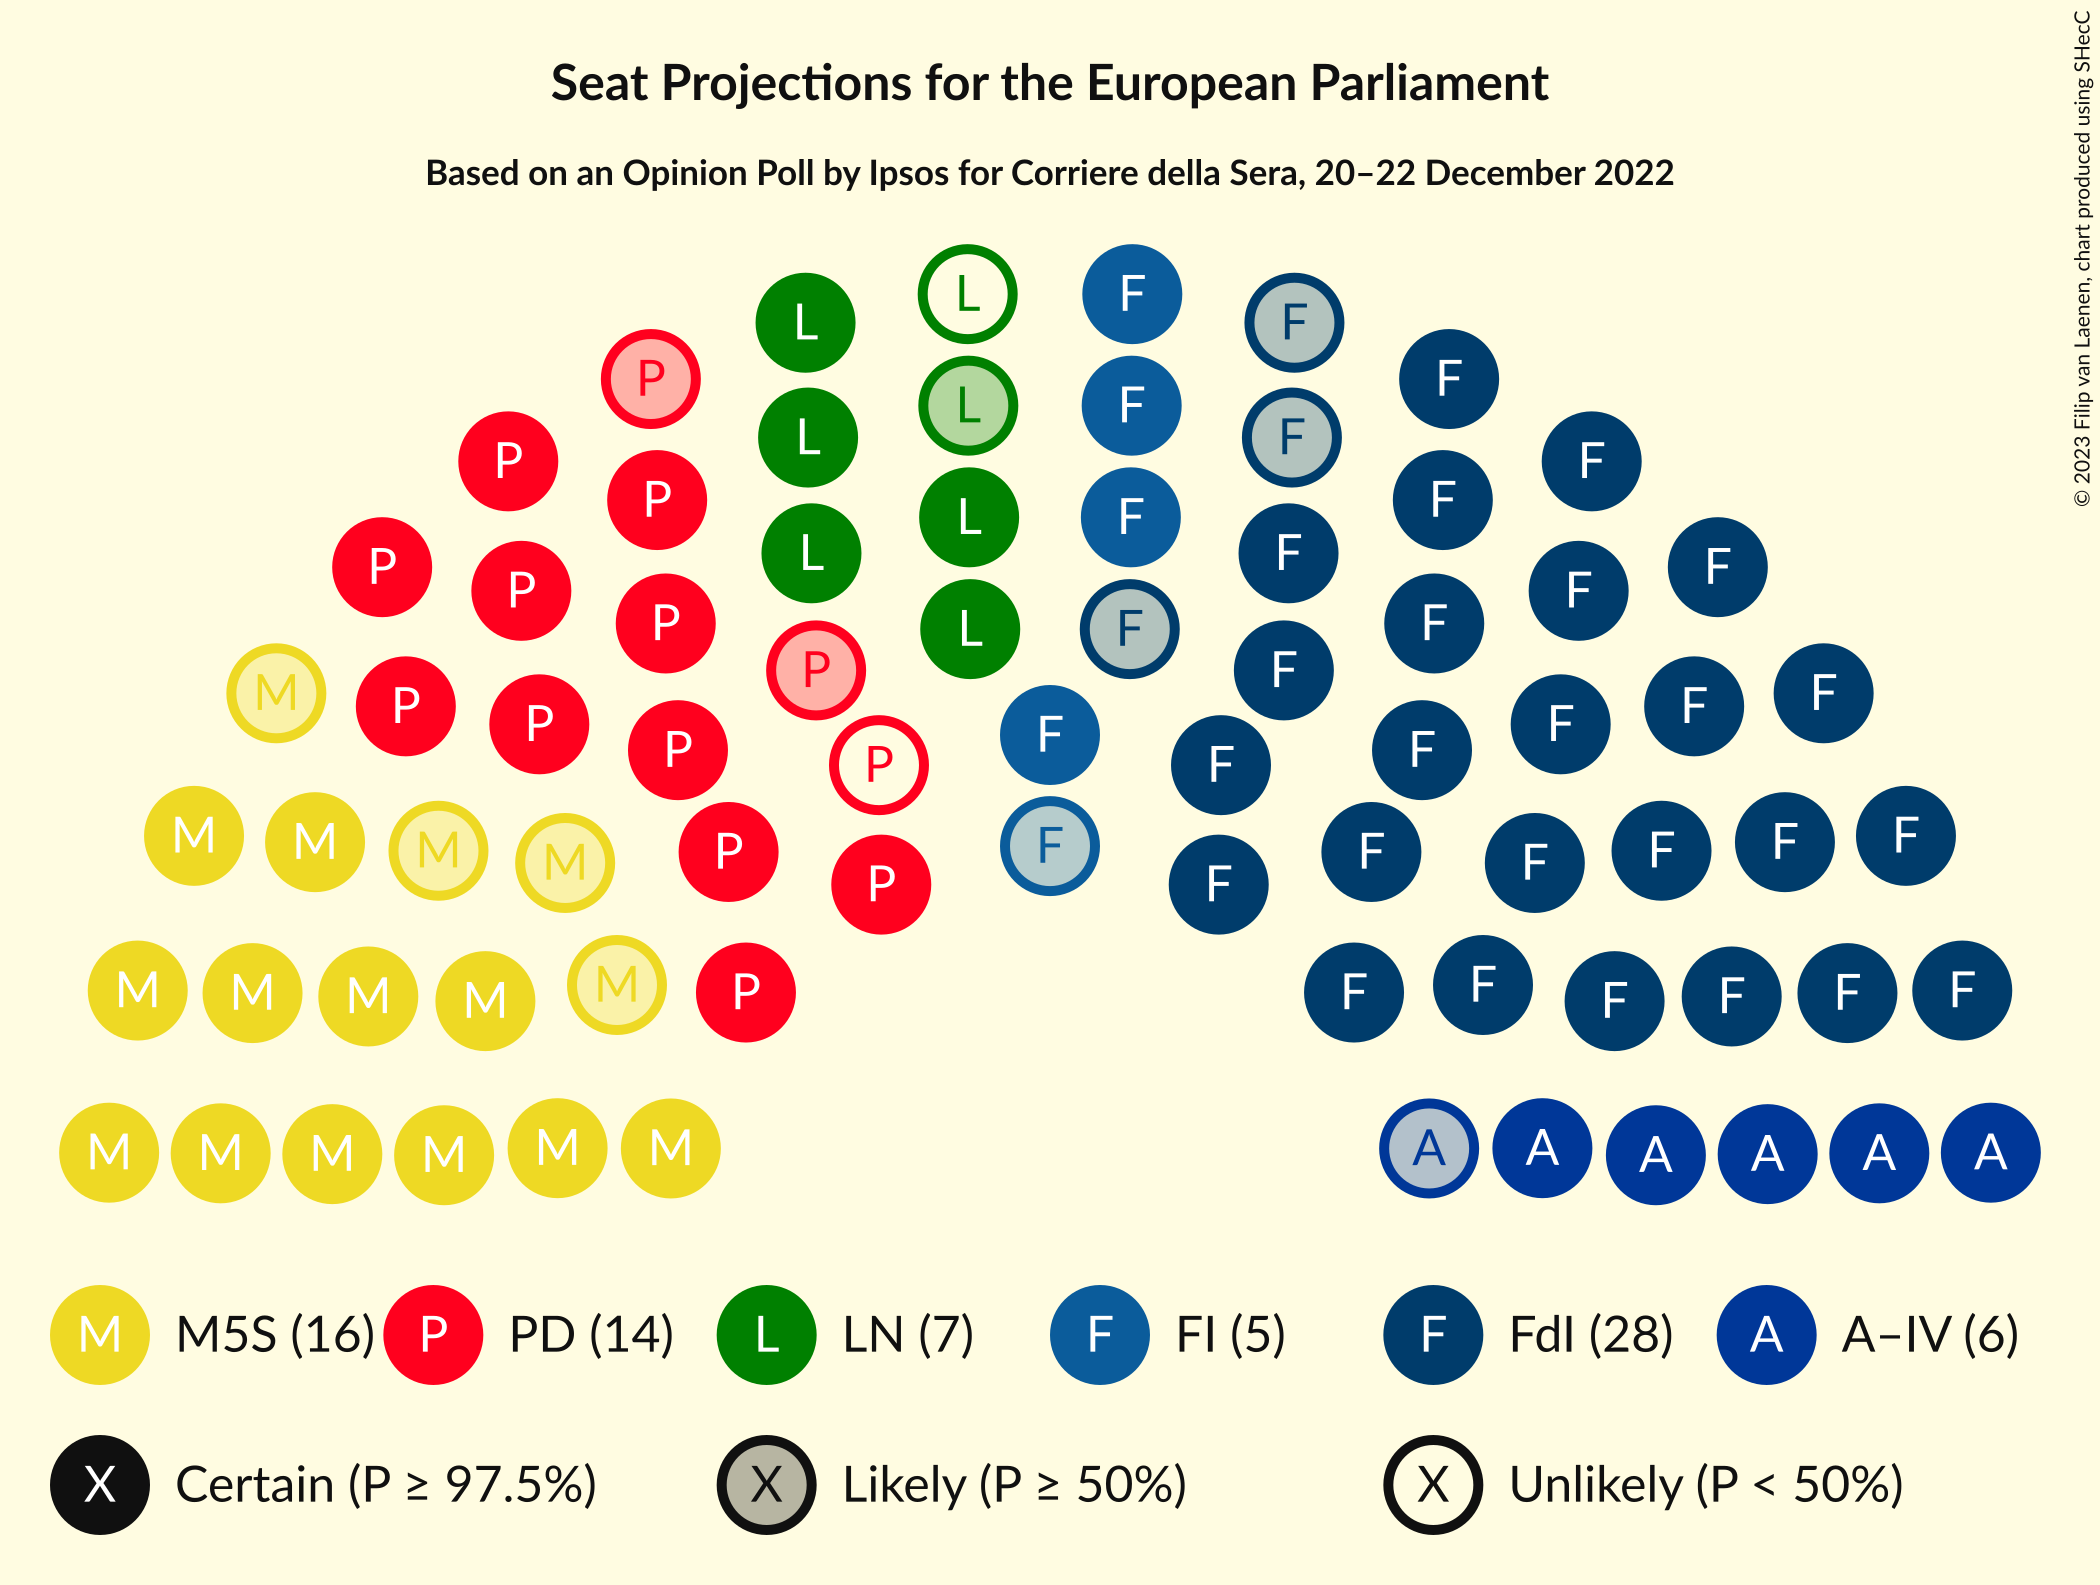 Seat Projections for the European Parliament
Based on an Opinion Poll by Ipsos for Corriere della Sera, 20–22 December 2022
© 2023 Filip van Laenen, chart produced using SHecC
L F
L F
P F
L F
L F
P F
P F
P F
L F
L F
P F
P F
P F
L F
P F
L F
P F
M F
P F
P F
F
P F
P F
M M F F
F
P F
M M F F
P F
M M M M M P F F F F F F
M M M M M M A A A A A A
M M5S (16) P PD (14) L LN (7) F FI (5) F FdI (28) A A–IV (6)
X Certain (P ≥ 97.5%) X Likely (P ≥ 50%) X Unlikely (P < 50%)